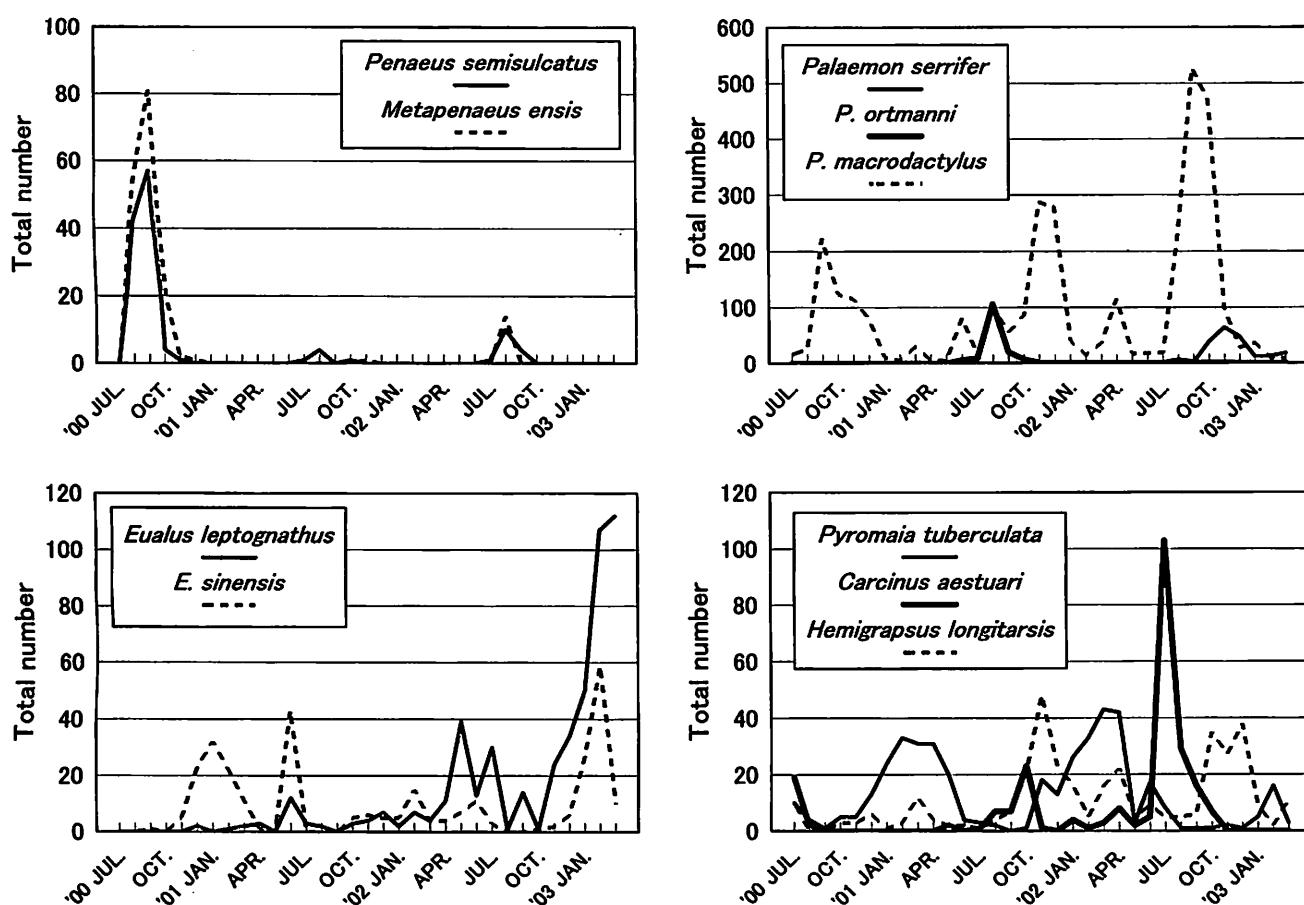 100
80
60
40
20
0
Total number
Penaeus semisulcatus
Metapenaeus ensis
'00 JUL.
OCT.
'01 JAN.
APR.
JUL.
OCT.
'02 JAN.
APR.
JUL.
OCT.
'03 JAN.
600
500
400
300
200
100
0
Total number
Palaemon serrifer
P. ortmanni
P. macrodactylus
'00 JUL.
OCT.
'01 JAN.
APR.
JUL.
OCT.
'02 JAN.
APR.
JUL.
OCT.
'03 JAN.
120
100
80
60
40
20
0
Total number
Eualus leptognathus
E. sinensis
'00 JUL.
OCT.
'01 JAN.
APR.
JUL.
OCT.
'02 JAN.
APR.
JUL.
OCT.
'03 JAN.
120
100
80
60
40
20
0
Total number
Pyromaia tuberculata
Carcinus aestuari
Hemigrapsus longitarsis
'00 JUL.
OCT.
'01 JAN.
APR.
JUL.
OCT.
'02 JAN.
APR.
JUL.
OCT.
'03 JAN.